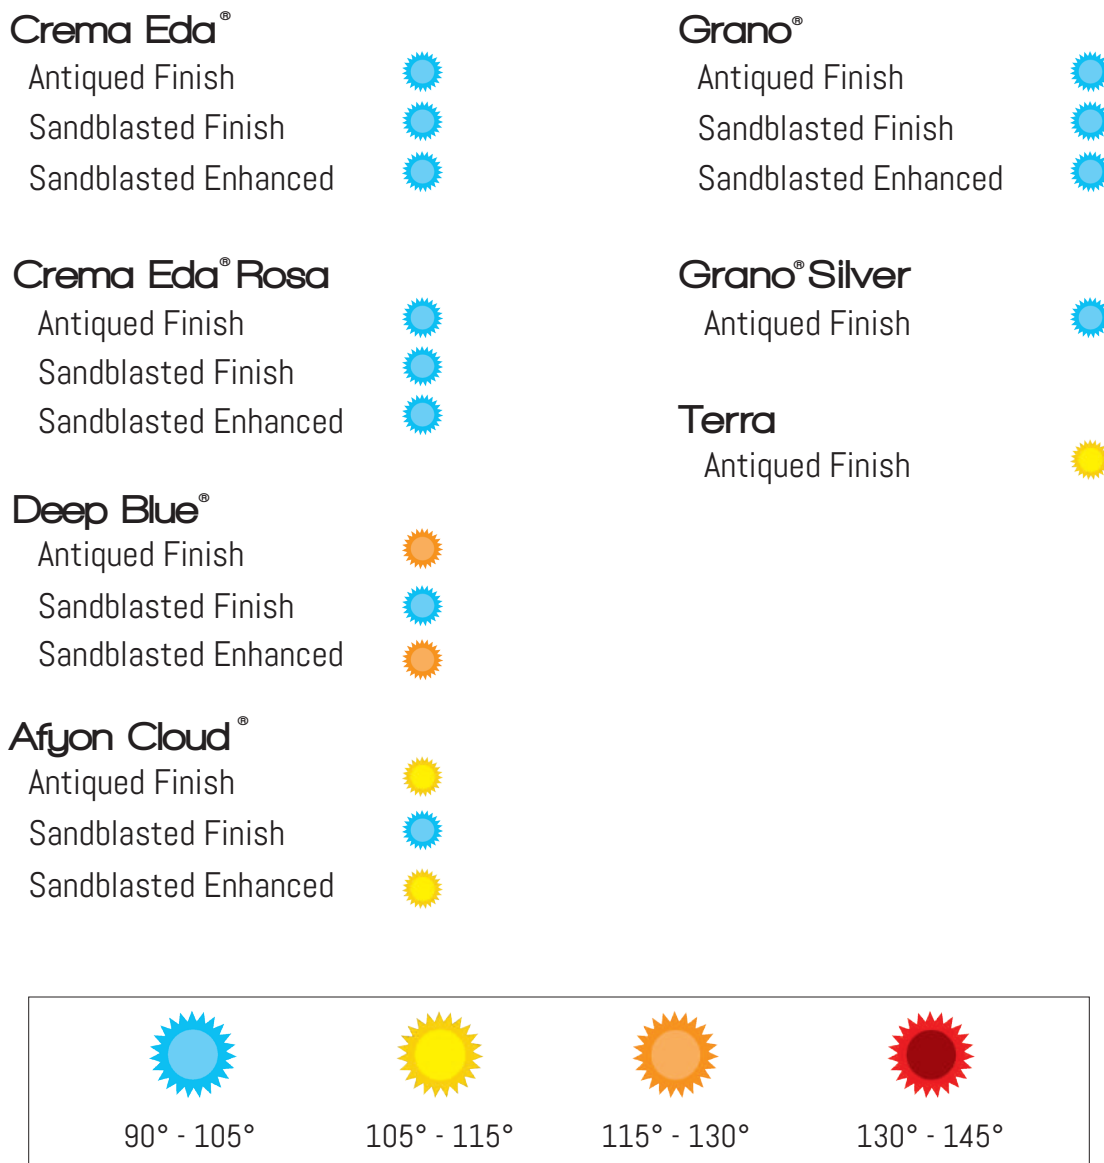 Crema Eda®
Antiqued Finish
Sandblasted Finish
Sandblasted Enhanced
Crema Eda® Rosa
Antiqued Finish
Sandblasted Finish
Sandblasted Enhanced
Deep Blue®
Antiqued Finish
Sandblasted Finish
Sandblasted Enhanced
Afyon Cloud®
Antiqued Finish
Sandblasted Finish
Sandblasted Enhanced
Grano®
Antiqued Finish
Sandblasted Finish
Sandblasted Enhanced
Grano® Silver
Antiqued Finish
Terra
Antiqued Finish
90° - 105°
105° - 115°
115° - 130°
130° - 145°